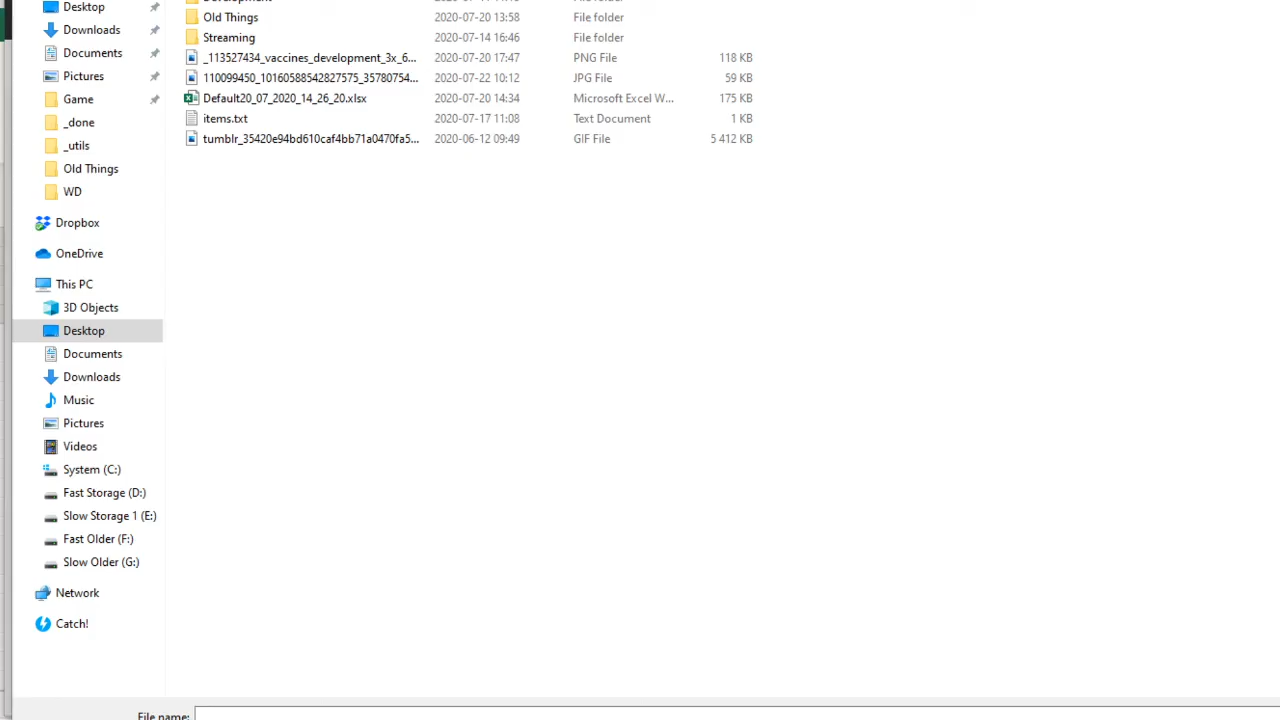 Desktop
Downloads
Documents
Pictures
Game
_done
_utils
Old Things
WD
Dropbox
OneDrive
This PC
3D Objects
Desktop
Documents
Downloads
Music
Pictures
Videos
System (C:)
Fast Storage (D:)
Slow Storage 1 (E:)
Fast Older (F:)
Slow Older (G:)
Network
Catch!
Old Things 2020-07-20 13:58 File folder
Streaming 2020-07-14 16:46 File folder
_113527434_vaccines_development_3x_6... 2020-07-20 17:47 PNG File 118 KB
110099450_10160588542827575_35780754... 2020-07-22 10:12 JPG File 59 KB
Default20_07_2020_14_26_20.xlsx 2020-07-20 14:34 Microsoft Excel W... 175 KB
items.txt 2020-07-17 11:08 Text Document 1 KB
tumblr_35420e94bd610caf4bb71a0470fa5... 2020-06-12 09:49 GIF File 5 412 KB
File name: